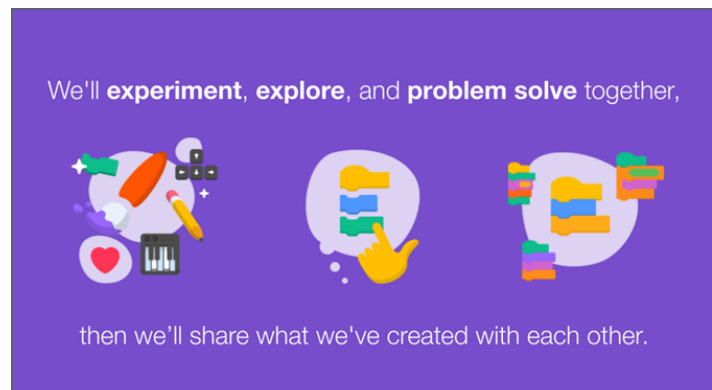 We'll experiment, explore, and problem solve together,
then we’ll share what we've created with each other.